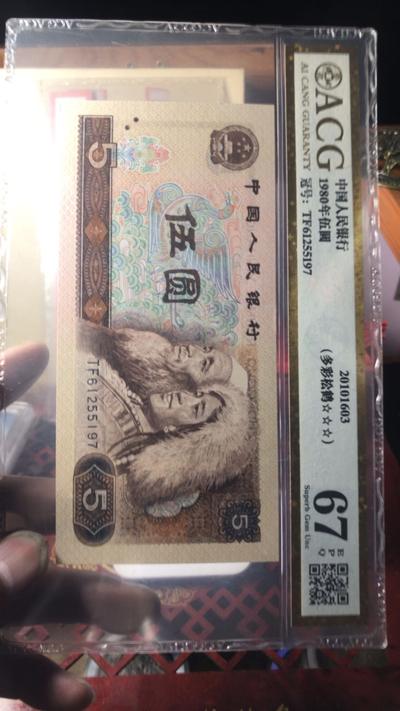 ACG
AI CANG GUARANTY
中国人民银行
1980年伍圆
冠号：TF61255197
20101603
(多彩松鹤☆☆☆)
67
EPQ
Superb Gem Unc
中国人民银行
伍圆
5
TF61255197
5
5